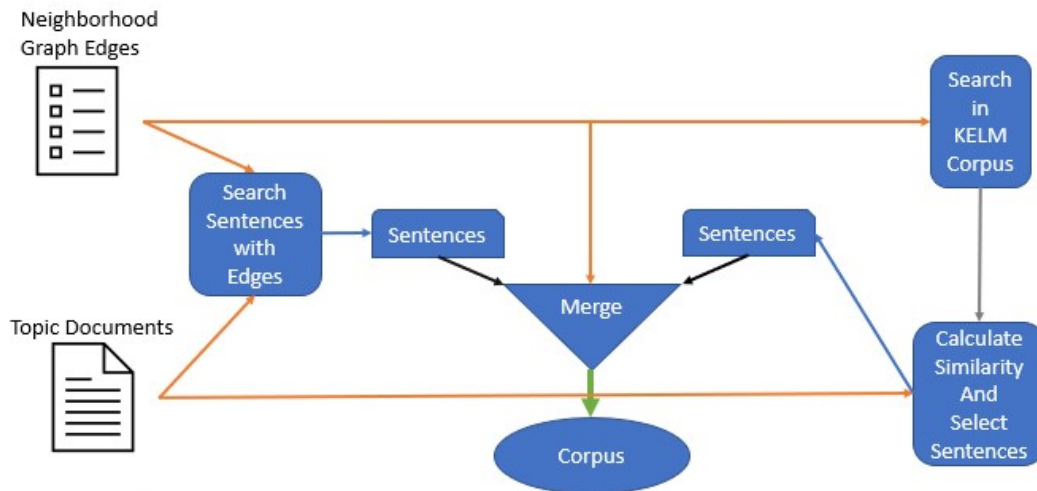 Neighborhood
Graph Edges
Search
in
KELM
Corpus
Search
Sentences
with
Edges
Sentences
Sentences
Merge
Topic Documents
Calculate
Similarity
And
Select
Sentences
Corpus